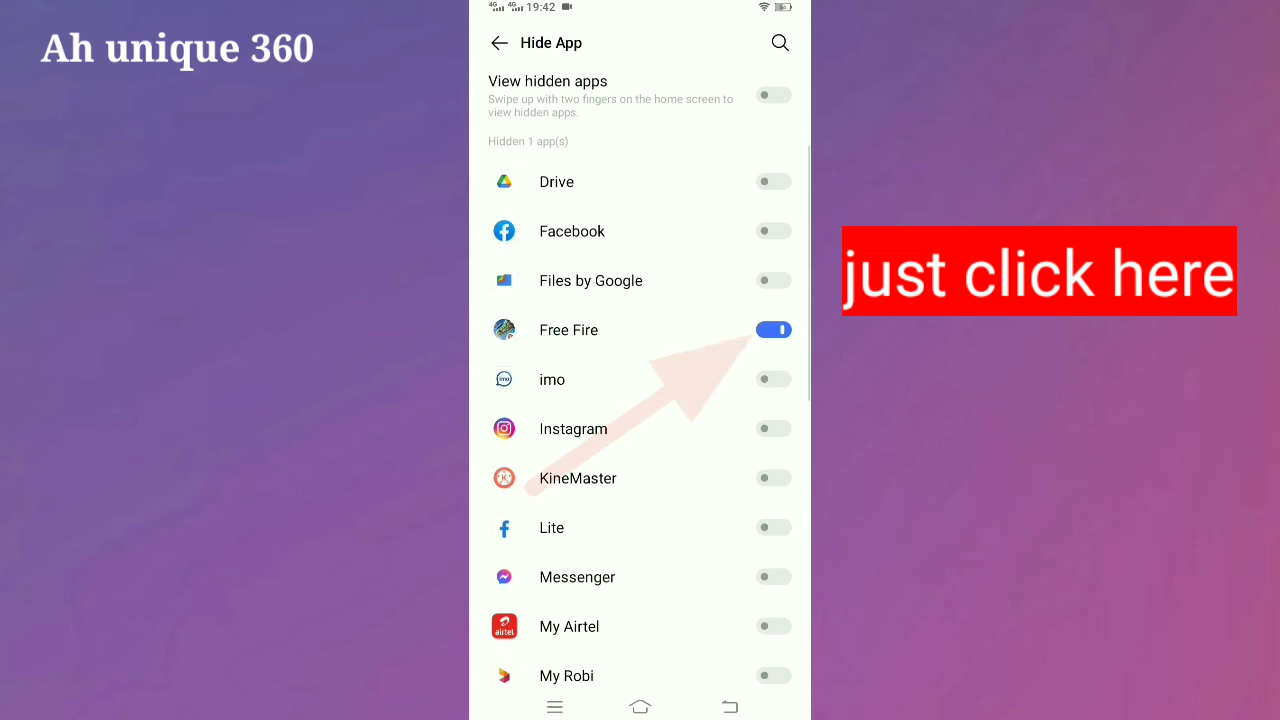 Ah unique 360
19:42
Hide App
View hidden apps
Swipe up with two fingers on the home screen to
view hidden apps.
Hidden 1 app(s)
Drive
Facebook
Files by Google
Free Fire
imo
Instagram
KineMaster
Lite
Messenger
airtel
My Airtel
My Robi
just click here